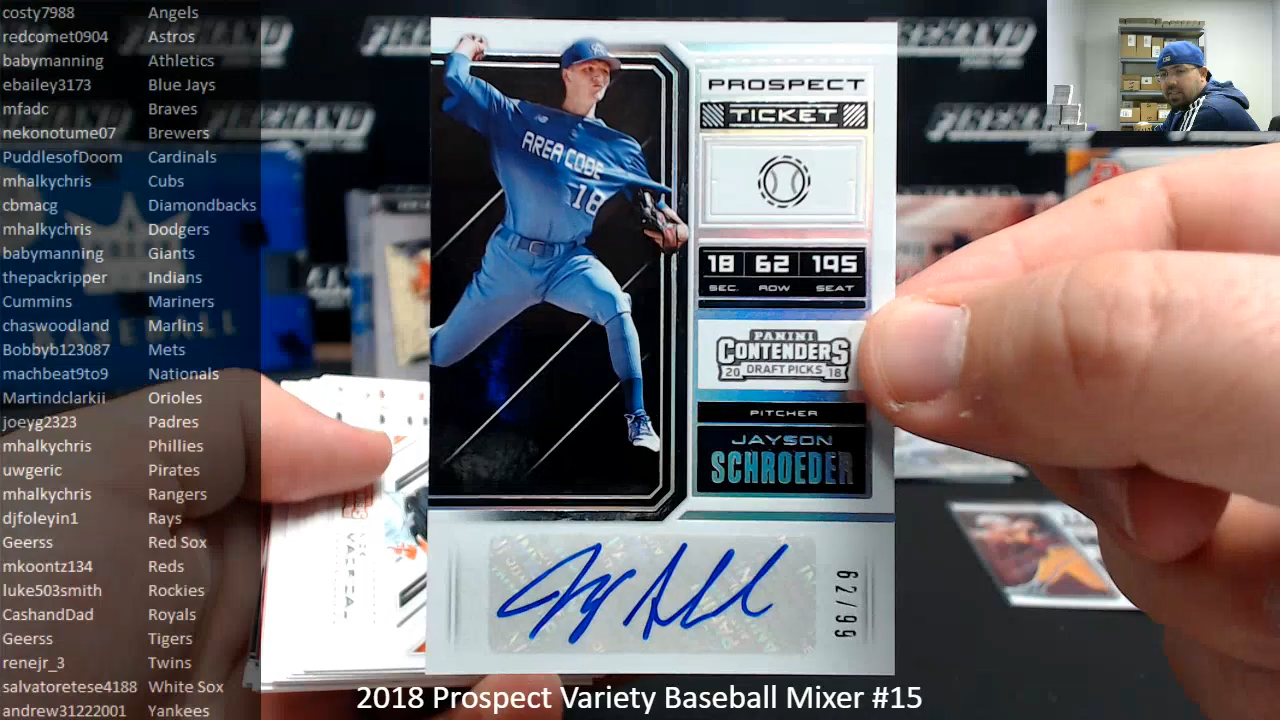 costy7988 Angels
redcomet0904 Astros
babymanning Athletics
ebailey3173 Blue Jays
mfadc Braves
nekonotume07 Brewers
PuddlesofDoom Cardinals
mhalkychris Cubs
cbmacg Diamondbacks
mhalkychris Dodgers
babymanning Giants
thepackripper Indians
Cummins Mariners
chaswoodland Marlins
Bobbyb123087 Mets
machbeat9to9 Nationals
Martindclarkii Orioles
joeyg2323 Padres
mhalkychris Phillies
uwgeric Pirates
mhalkychris Rangers
djfoleyin1 Rays
Geerss Red Sox
mkoontz134 Reds
luke503smith Rockies
CashandDad Royals
Geerss Tigers
renejr_3 Twins
salvatoretese4188 White Sox
andrew31222001 Yankees
AREA CODE
18
PROSPECT
TICKET
18 62 195
SEC. ROW SEAT
PANINI
CONTENDERS
20 DRAFT PICKS 18
PITCHER
JAYSON
SCHROEDER
62/99
2018 Prospect Variety Baseball Mixer #15